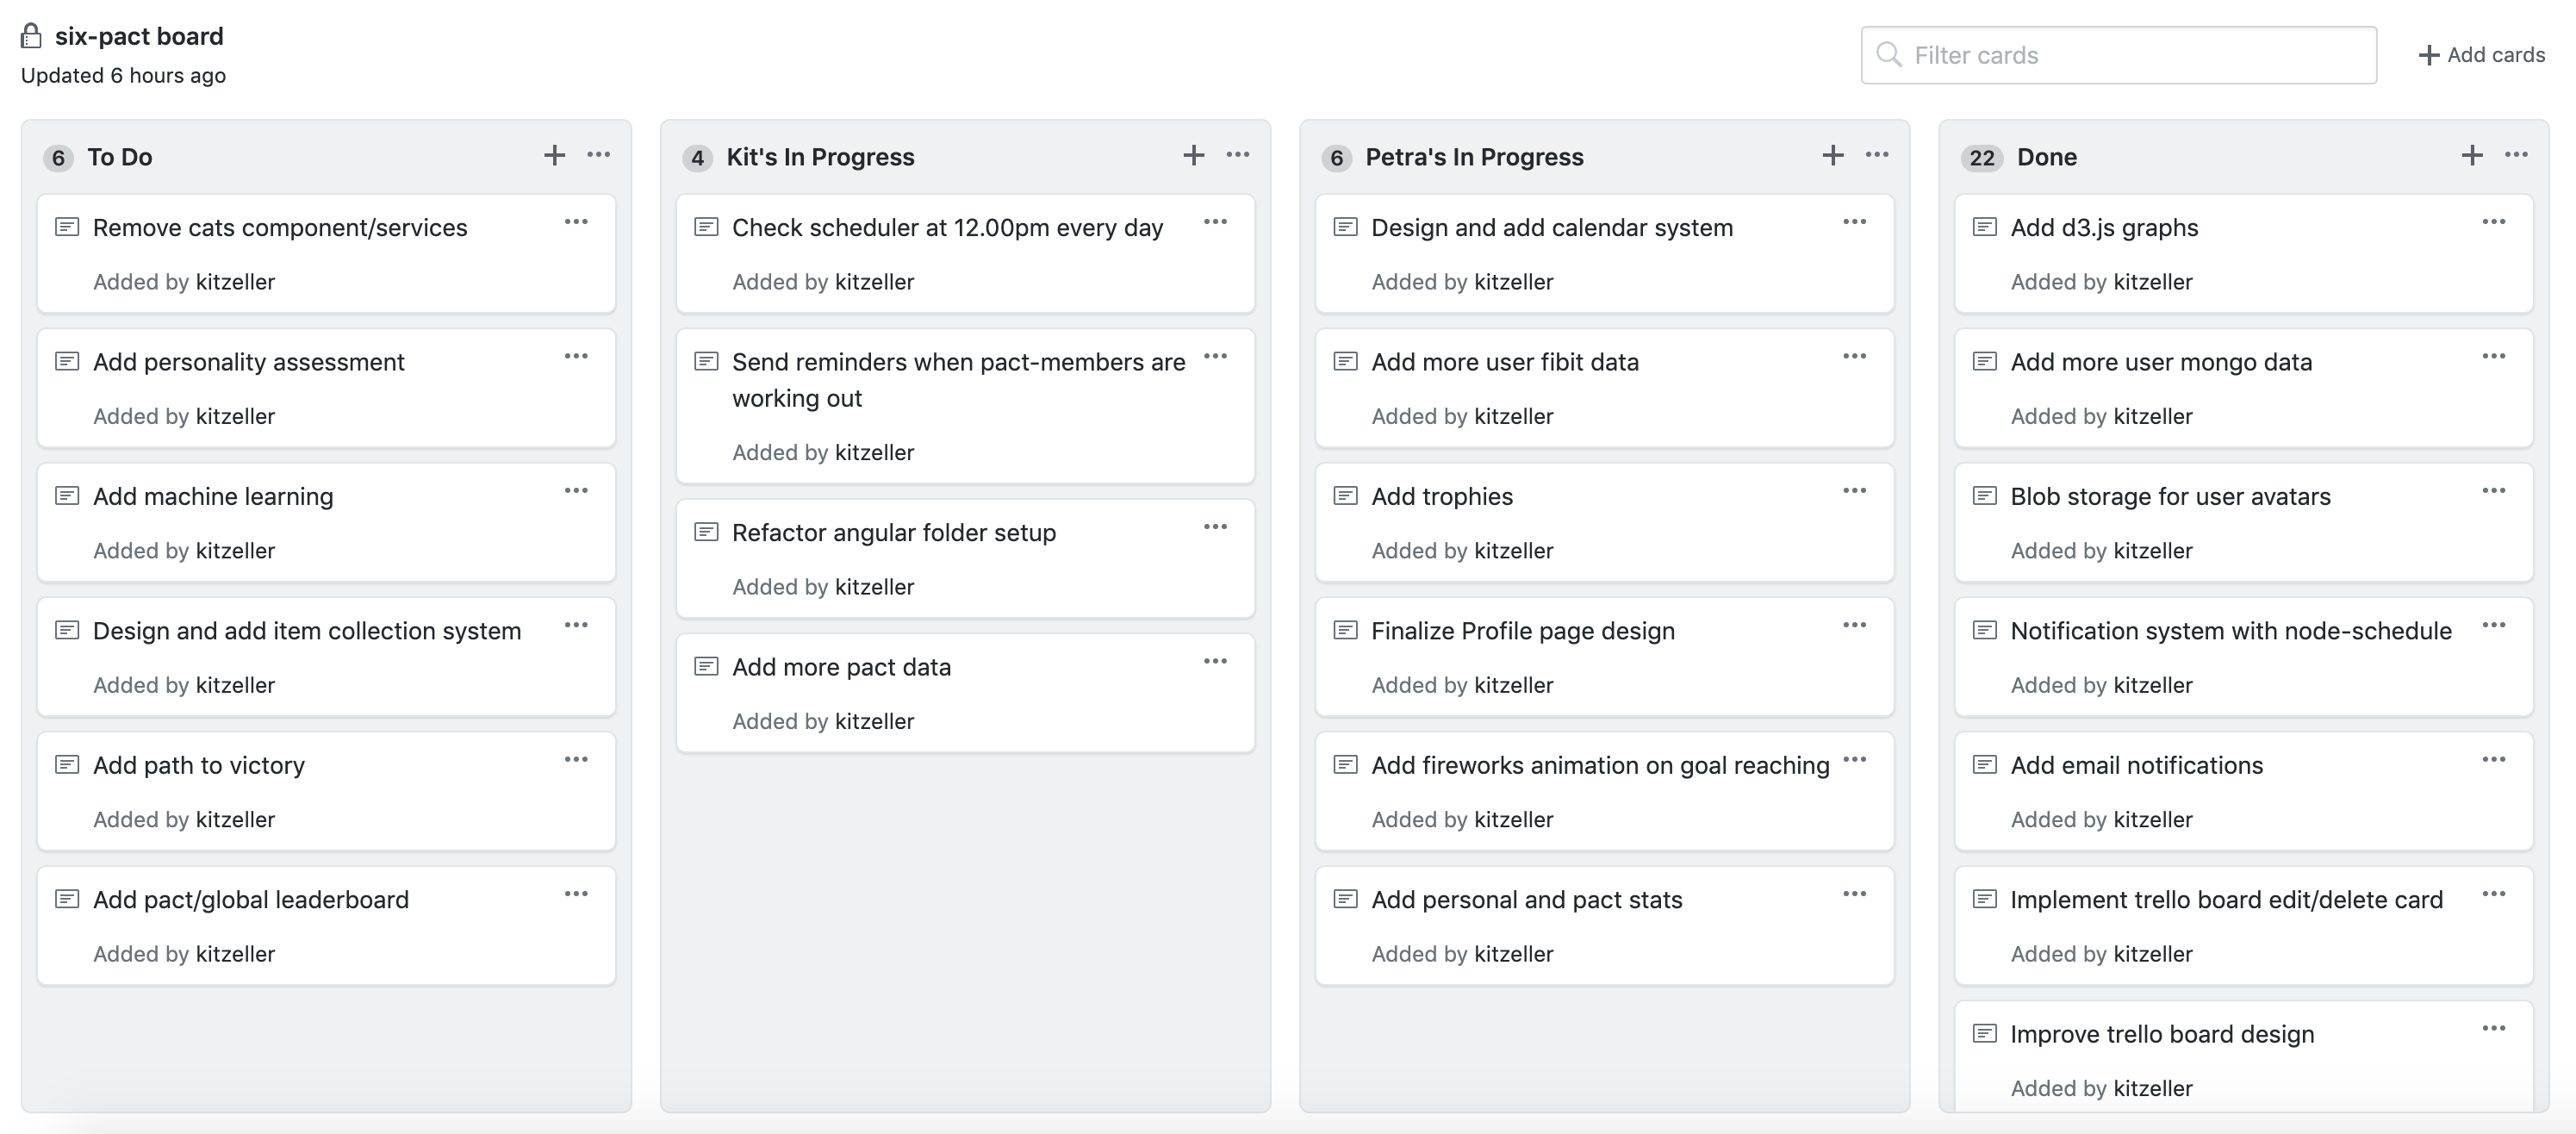 six-pact board
Updated 6 hours ago
Filter cards
Add cards
6 To Do
Remove cats component/services
Added by kitzeller
Add personality assessment
Added by kitzeller
Add machine learning
Added by kitzeller
Design and add item collection system
Added by kitzeller
Add path to victory
Added by kitzeller
Add pact/global leaderboard
Added by kitzeller
4 Kit's In Progress
Check scheduler at 12.00pm every day
Added by kitzeller
Send reminders when pact-members are
working out
Added by kitzeller
Refactor angular folder setup
Added by kitzeller
Add more pact data
Added by kitzeller
6 Petra's In Progress
Design and add calendar system
Added by kitzeller
Add more user fibit data
Added by kitzeller
Add trophies
Added by kitzeller
Finalize Profile page design
Added by kitzeller
Add fireworks animation on goal reaching
Added by kitzeller
Add personal and pact stats
Added by kitzeller
22 Done
Add d3.js graphs
Added by kitzeller
Add more user mongo data
Added by kitzeller
Blob storage for user avatars
Added by kitzeller
Notification system with node-schedule
Added by kitzeller
Add email notifications
Added by kitzeller
Implement trello board edit/delete card
Added by kitzeller
Improve trello board design
Added by kitzeller